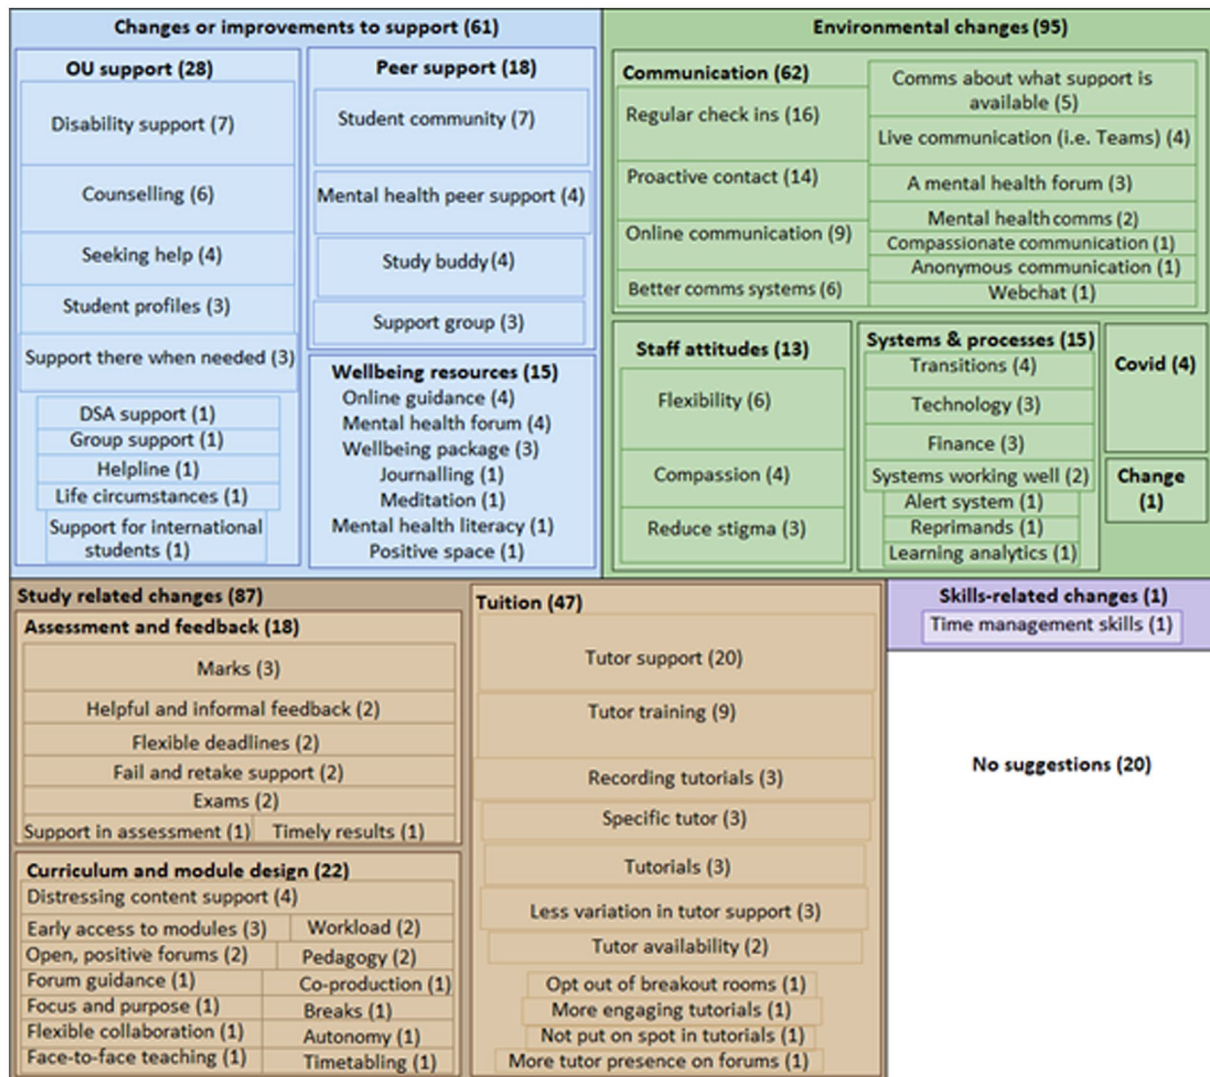 Changes or improvements to support (61)
OU support (28)
Disability support (7)
Counselling (6)
Seeking help (4)
Student profiles (3)
Support there when needed (3)
DSA support (1)
Group support (1)
Helpline (1)
Life circumstances (1)
Support for international
students (1)
Peer support (18)
Student community (7)
Mental health peer support (4)
Study buddy (4)
Support group (3)
Wellbeing resources (15)
Online guidance (4)
Mental health forum (4)
Wellbeing package (3)
Journalling (1)
Meditation (1)
Mental health literacy (1)
Positive space (1)
Environmental changes (95)
Communication (62)
Regular check ins (16)
Proactive contact (14)
Online communication (9)
Better comms systems (6)
Comms about what support is
available (5)
Live communication (i.e. Teams) (4)
A mental health forum (3)
Mental health comms (2)
Compassionate communication (1)
Anonymous communication (1)
Webchat (1)
Staff attitudes (13)
Flexibility (6)
Compassion (4)
Reduce stigma (3)
Systems & processes (15)
Transitions (4)
Technology (3)
Finance (3)
Systems working well (2)
Alert system (1)
Reprimands (1)
Learning analytics (1)
Covid (4)
Change
(1)
Study related changes (87)
Assessment and feedback (18)
Marks (3)
Helpful and informal feedback (2)
Flexible deadlines (2)
Fail and retake support (2)
Exams (2)
Support in assessment (1)
Timely results (1)
Curriculum and module design (22)
Distressing content support (4)
Early access to modules (3)
Open, positive forums (2)
Forum guidance (1)
Focus and purpose (1)
Flexible collaboration (1)
Face-to-face teaching (1)
Workload (2)
Pedagogy (2)
Co-production (1)
Breaks (1)
Autonomy (1)
Timetabling (1)
Tuition (47)
Tutor support (20)
Tutor training (9)
Recording tutorials (3)
Specific tutor (3)
Tutorials (3)
Less variation in tutor support (3)
Tutor availability (2)
Opt out of breakout rooms (1)
More engaging tutorials (1)
Not put on spot in tutorials (1)
More tutor presence on forums (1)
Skills-related changes (1)
Time management skills (1)
No suggestions (20)